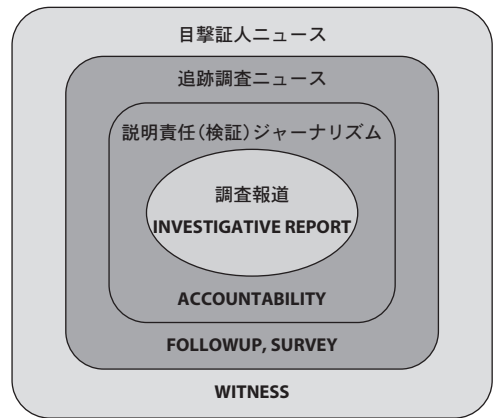 目撃証人ニュース
追跡調査ニュース
説明責任(検証)ジャーナリズム
調査報道
INVESTIGATIVE REPORT
ACCOUNTABILITY
FOLLOWUP, SURVEY
WITNESS